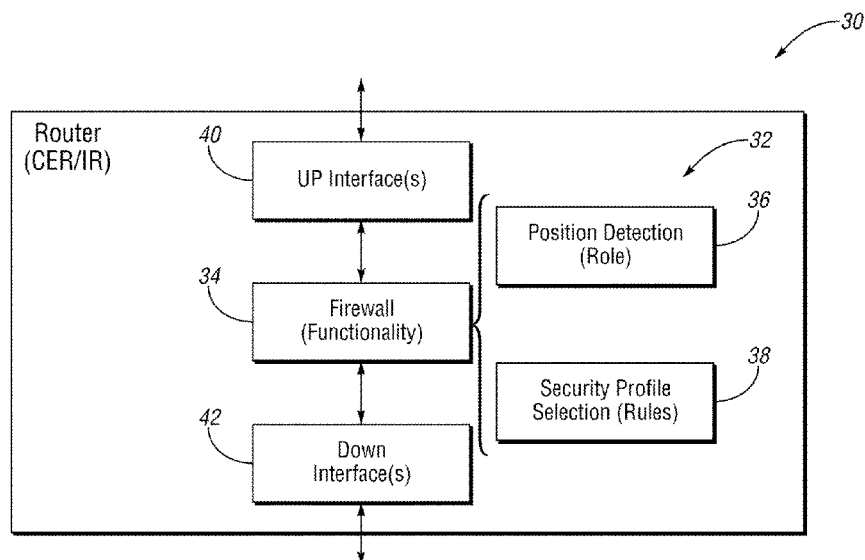 30
Router
(CER/IR)
40
UP Interface(s)
32
36
Position Detection
(Role)
34
Firewall
(Functionality)
38
Security Profile
Selection (Rules)
42
Down
Interface(s)